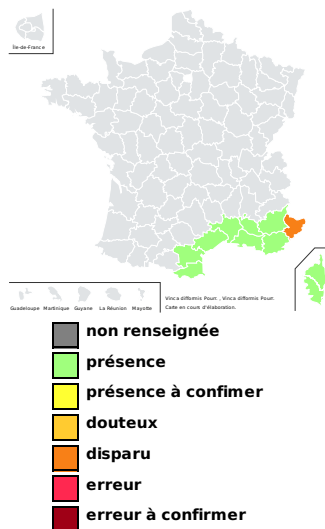 Île-de-France
Vinca difformis Pourr. , Vinca difformis Pourr.
Guadeloupe Martinique Guyane La Réunion Mayotte
Carte en cours d'élaboration.
non renseignée
présence
présence à confimer
douteux
disparu
erreur
erreur à confirmer